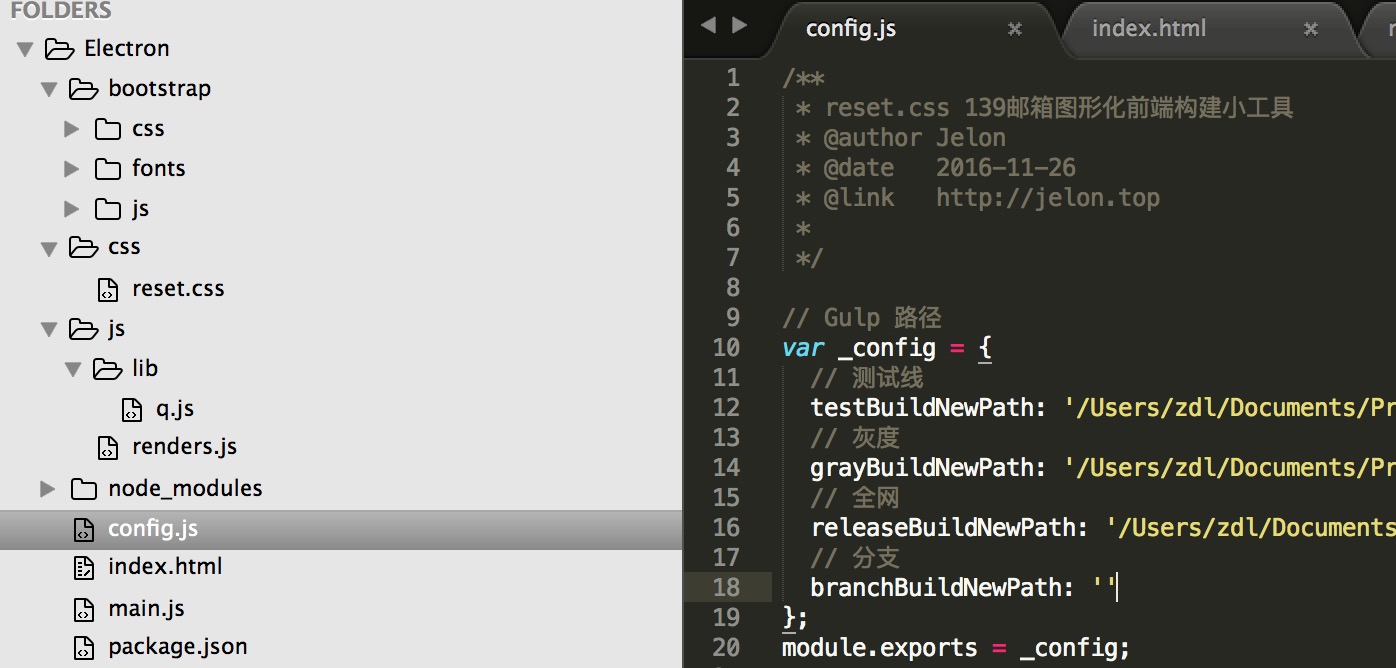 FOLDERS
Electron
bootstrap
css
fonts
js
css
reset.css
js
lib
q.js
renders.js
node_modules
config.js
index.html
main.js
package.json
config.js
index.html
1 /**
2 * reset.css 139邮箱图形化前端构建小工具
3 * @author Jelon
4 * @date 2016-11-26
5 * @link http://jelon.top
6 *
7 */
8
9 // Gulp 路径
10 var _config = {
11 // 测试线
12 testBuildNewPath: '/Users/zdl/Documents/Pr
13 // 灰度
14 grayBuildNewPath: '/Users/zdl/Documents/Pr
15 // 全网
16 releaseBuildNewPath: '/Users/zdl/Documents
17 // 分支
18 branchBuildNewPath: ''
19 };
20 module.exports = _config;